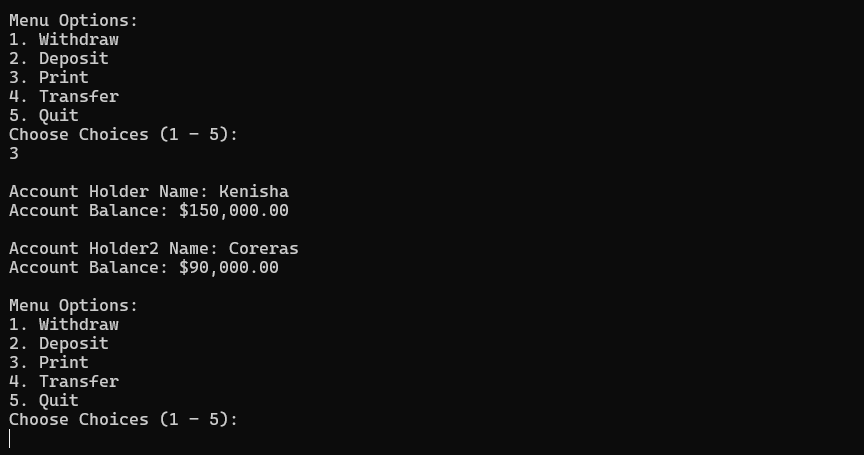 Menu Options:
1. Withdraw
2. Deposit
3. Print
4. Transfer
5. Quit
Choose Choices (1 - 5):
3
Account Holder Name: Kenisha
Account Balance: $150,000.00
Account Holder2 Name: Coreras
Account Balance: $90,000.00
Menu Options:
1. Withdraw
2. Deposit
3. Print
4. Transfer
5. Quit
Choose Choices (1 - 5):